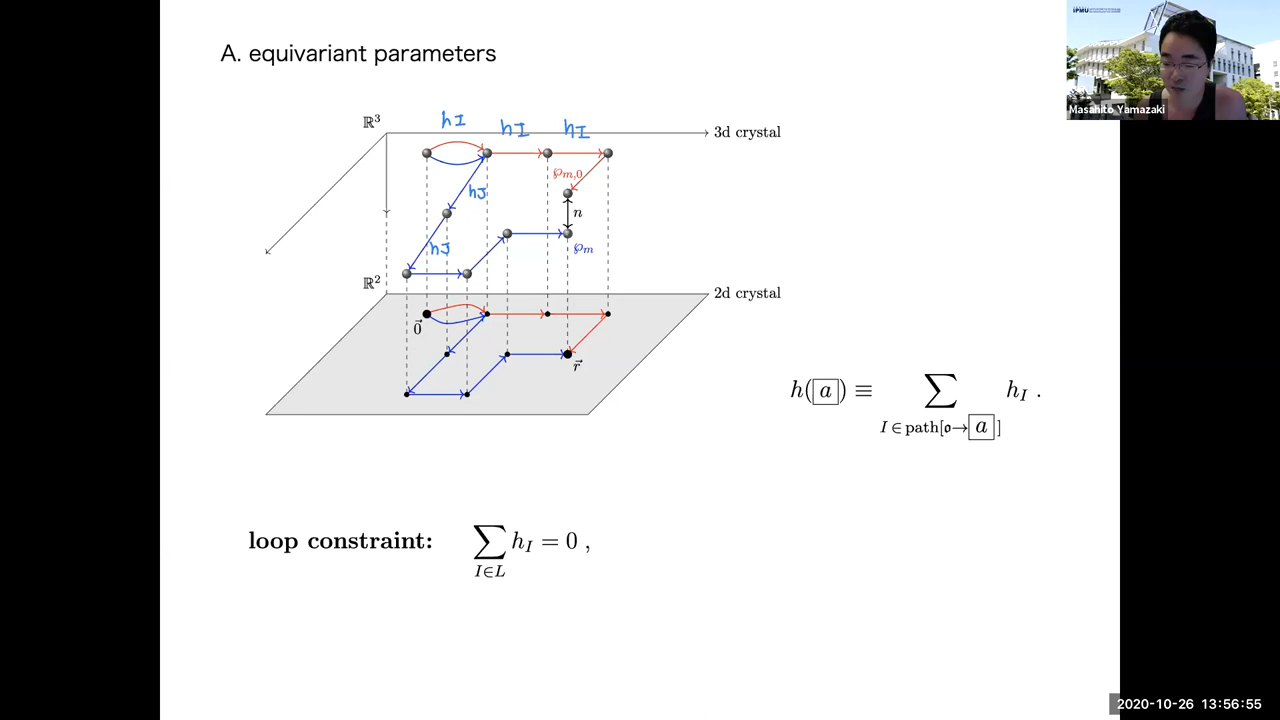 A. equivariant parameters
IPMU
Masahito Yamazaki
ℝ³
hI
hI
hI
3d crystal
℘m,0
hJ
n
hJ
℘m
ℝ²
2d crystal
0⃗
r⃗
h(a) ≡ ∑ hI .
I∈path[𝔬→a]
loop constraint: ∑ hI = 0 ,
I∈L
2020-10-26 13:56:55